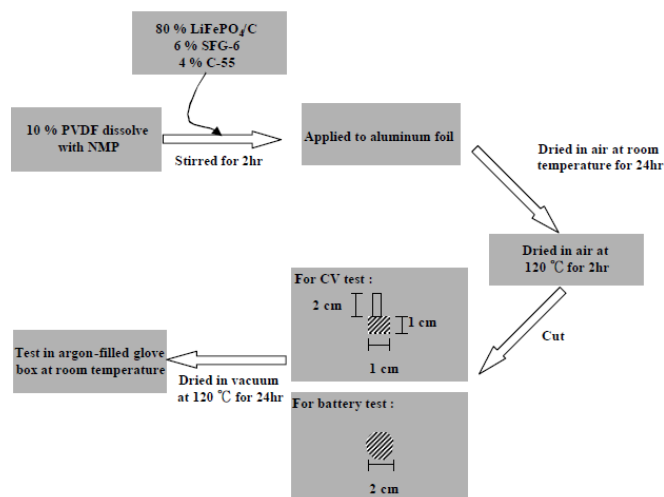 80 % LiFePO4/C
6 % SFG-6
4 % C-55
10 % PVDF dissolve
with NMP
Stirred for 2hr
Applied to aluminum foil
Dried in air at room
temperature for 24hr
Dried in air at
120 ℃ for 2hr
Cut
For CV test :
2 cm
1 cm
1 cm
For battery test :
2 cm
Dried in vacuum
at 120 ℃ for 24hr
Test in argon-filled glove
box at room temperature